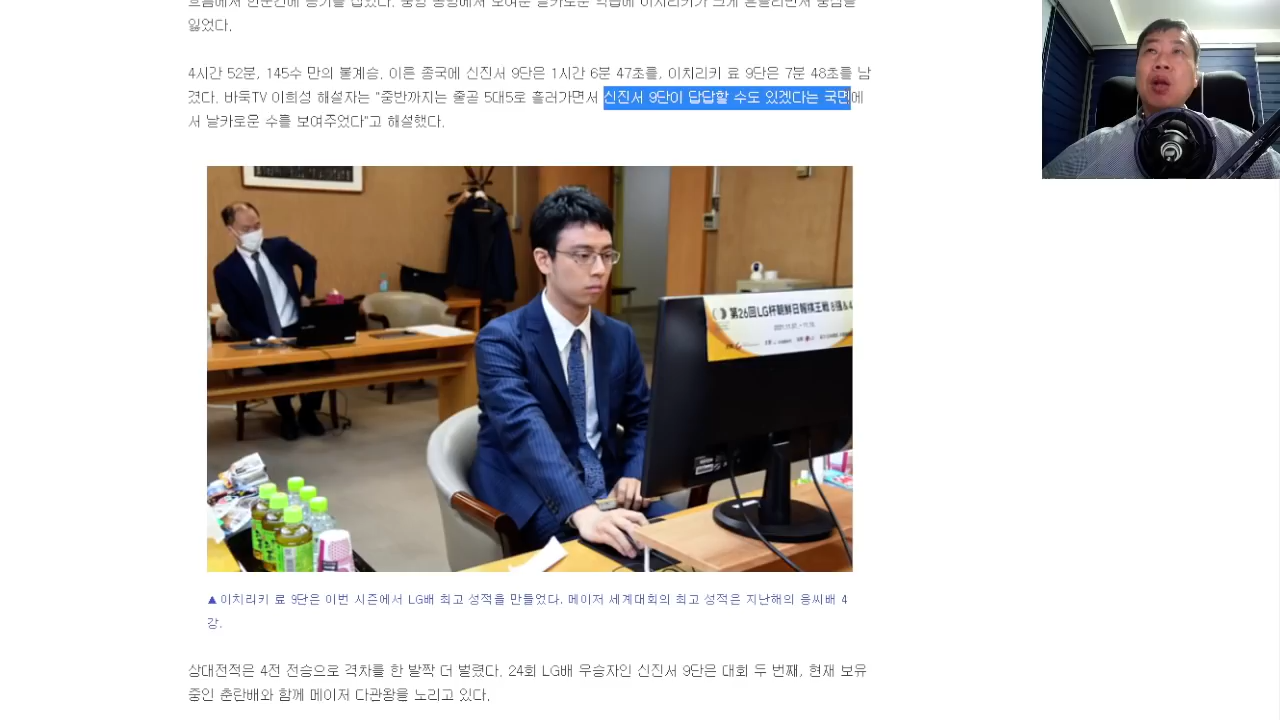 잃었다.
4시간 52분, 145수 만의 불계승. 이른 종국에 신진서 9단은 1시간 6분 47초를, 이치리키 료 9단은 7분 48초를 남
겼다. 바둑TV 이희성 해설자는 "중반까지는 줄곧 5대5로 흘러가면서 신진서 9단이 답답할 수도 있겠다는 국면에
서 날카로운 수를 보여주었다"고 해설했다.
第26回LG杯朝鮮日報棋王戦 8強&4
▲ 이치리키 료 9단은 이번 시즌에서 LG배 최고 성적을 만들었다. 메이저 세계대회의 최고 성적은 지난해의 응씨배 4
강.
상대전적은 4전 전승으로 격차를 한 발짝 더 벌렸다. 24회 LG배 우승자인 신진서 9단은 대회 두 번째, 현재 보유
중인 춘란배와 함께 메이저 다관왕을 노리고 있다.